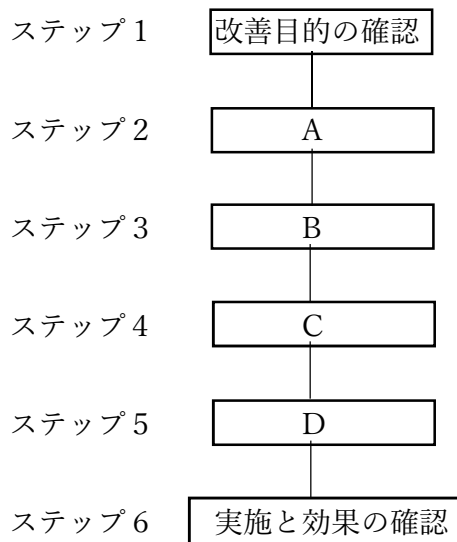 ステップ1 改善目的の確認
ステップ2 A
ステップ3 B
ステップ4 C
ステップ5 D
ステップ6 実施と効果の確認